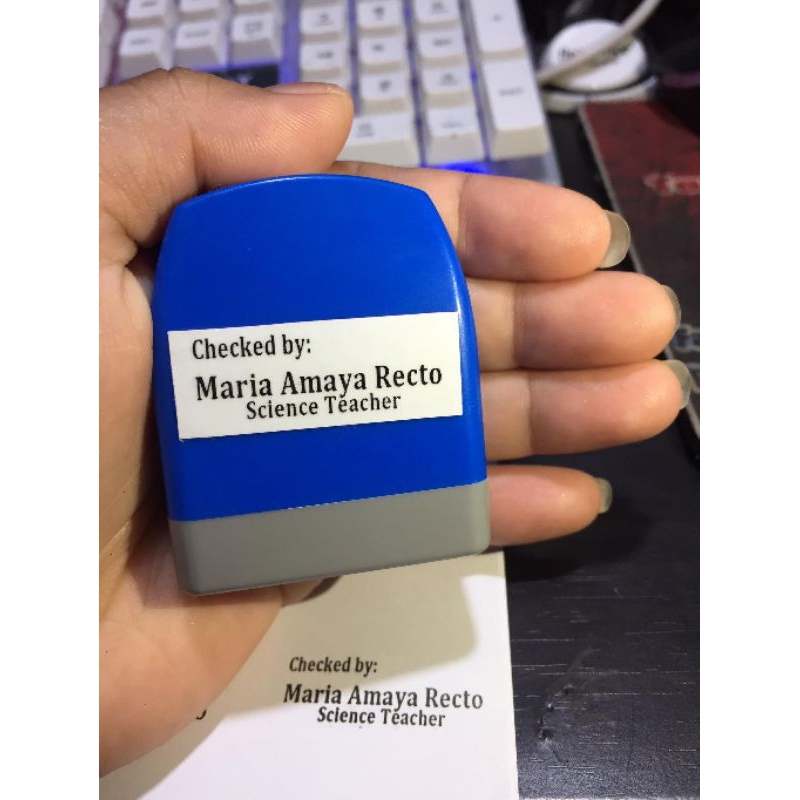 Checked by:
Maria Amaya Recto
Science Teacher
Checked by:
Maria Amaya Recto
Science Teacher